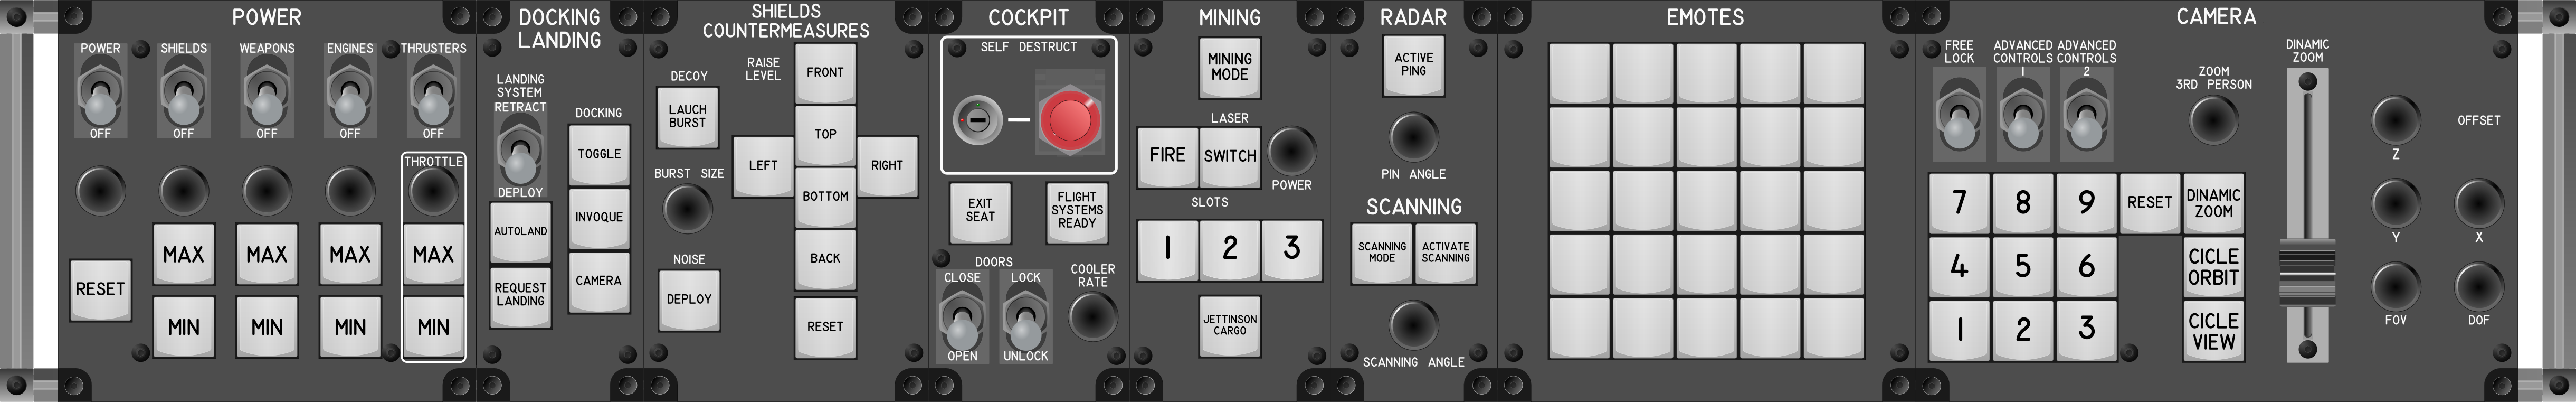 POWER
POWER
SHIELDS
WEAPONS
ENGINES
THRUSTERS
OFF
OFF
OFF
OFF
OFF
THROTTLE
MAX
MAX
MAX
MAX
RESET
MIN
MIN
MIN
MIN
DOCKING
LANDING
LANDING
SYSTEM
RETRACT
DEPLOY
AUTOLAND
REQUEST
LANDING
DOCKING
TOGGLE
INVOQUE
CAMERA
SHIELDS
COUNTERMEASURES
DECOY
LAUCH
BURST
BURST SIZE
NOISE
DEPLOY
RAISE
LEVEL
FRONT
TOP
LEFT
RIGHT
BOTTOM
BACK
RESET
COCKPIT
SELF DESTRUCT
EXIT
SEAT
FLIGHT
SYSTEMS
READY
DOORS
CLOSE
LOCK
OPEN
UNLOCK
COOLER
RATE
MINING
MINING
MODE
LASER
FIRE
SWITCH
POWER
SLOTS
1
2
3
JETTINSON
CARGO
RADAR
ACTIVE
PING
PIN ANGLE
SCANNING
SCANNING
MODE
ACTIVATE
SCANNING
SCANNING ANGLE
EMOTES
CAMERA
FREE
LOCK
ADVANCED
CONTROLS
1
ADVANCED
CONTROLS
2
ZOOM
3RD PERSON
DINAMIC
ZOOM
7
8
9
RESET
DINAMIC
ZOOM
4
5
6
CICLE
ORBIT
1
2
3
CICLE
VIEW
OFFSET
Z
Y
X
FOV
DOF